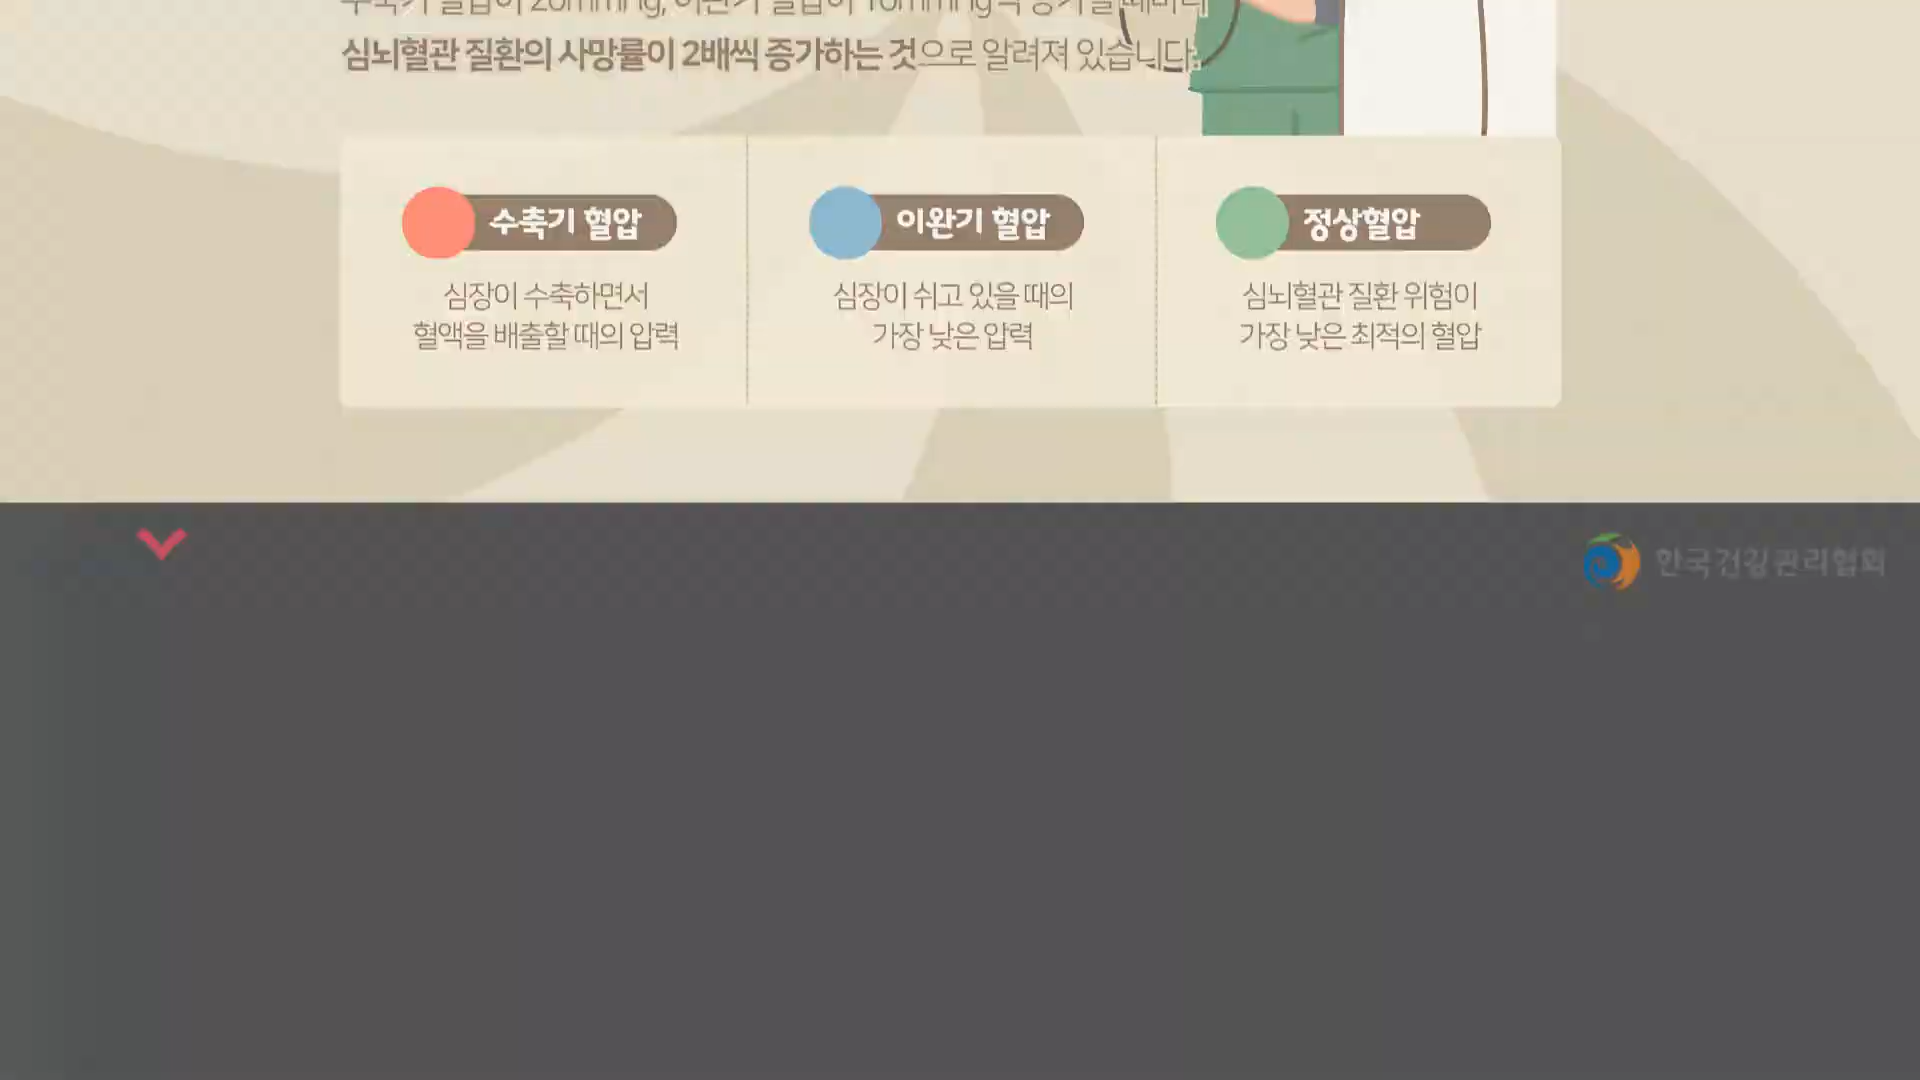 심뇌혈관 질환의 사망률이 2배씩 증가하는 것으로 알려져 있습니다.
수축기 혈압
심장이 수축하면서
혈액을 배출할 때의 압력
이완기 혈압
심장이 쉬고 있을 때의
가장 낮은 압력
정상혈압
심뇌혈관 질환 위험이
가장 낮은 최적의 혈압
한국건강관리협회